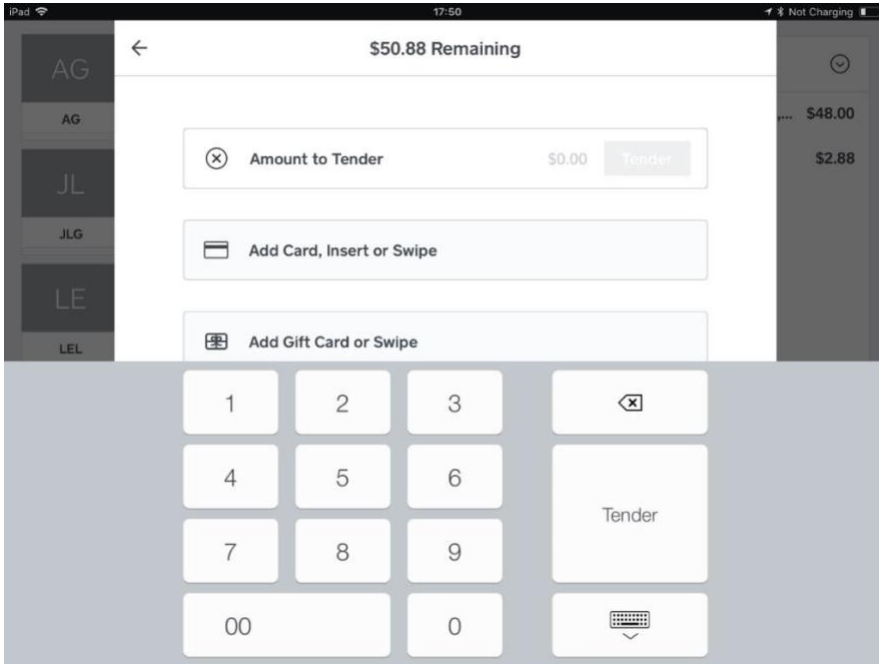 iPad 17:50 Not Charging
$50.88 Remaining
AG
AG
,... $48.00
Amount to Tender $0.00 Tender
$2.88
JL
JLG
Add Card, Insert or Swipe
LE
LEL
Add Gift Card or Swipe
1 2 3
4 5 6
Tender
7 8 9
00 0